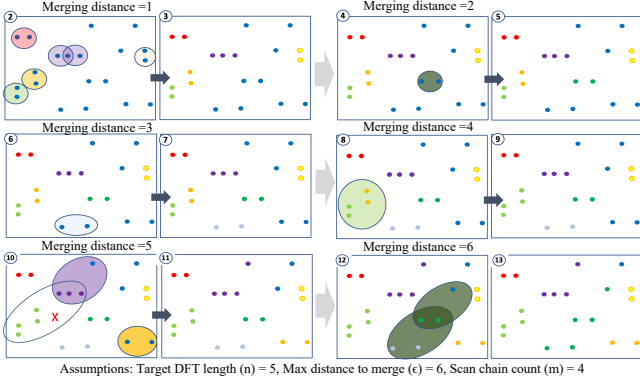 Merging distance =1
Merging distance =2
2
3
4
5
Merging distance =3
Merging distance =4
6
7
8
9
Merging distance =5
Merging distance =6
10
11
12
13
X
Assumptions: Target DFT length (n) = 5, Max distance to merge (ϵ) = 6, Scan chain count (m) = 4